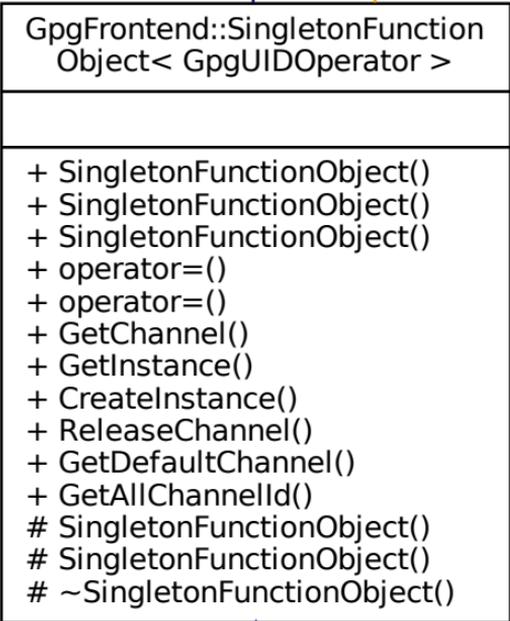 GpgFrontend::SingletonFunction
Object< GpgUIDOperator >
+ SingletonFunctionObject()
+ SingletonFunctionObject()
+ SingletonFunctionObject()
+ operator=()
+ operator=()
+ GetChannel()
+ GetInstance()
+ CreateInstance()
+ ReleaseChannel()
+ GetDefaultChannel()
+ GetAllChannelId()
# SingletonFunctionObject()
# SingletonFunctionObject()
# ~SingletonFunctionObject()